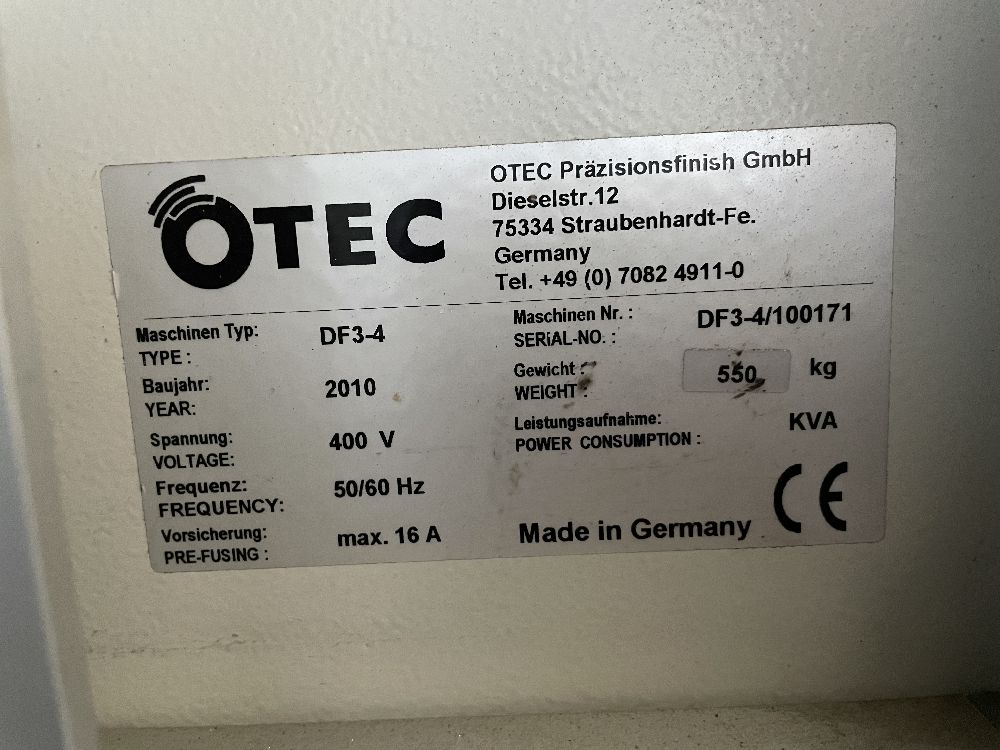 OTEC
OTEC Präzisionsfinish GmbH
Dieselstr.12
75334 Straubenhardt-Fe.
Germany
Tel. +49 (0) 7082 4911-0
Maschinen Typ: DF3-4
TYPE :
Baujahr: 2010
YEAR:
Spannung: 400 V
VOLTAGE:
Frequenz: 50/60 Hz
FREQUENCY:
Vorsicherung: max. 16 A
PRE-FUSING :
Maschinen Nr. : DF3-4/100171
SERIAL-NO. :
Gewicht : 550 kg
WEIGHT :
Leistungsaufnahme: KVA
POWER CONSUMPTION :
Made in Germany CE